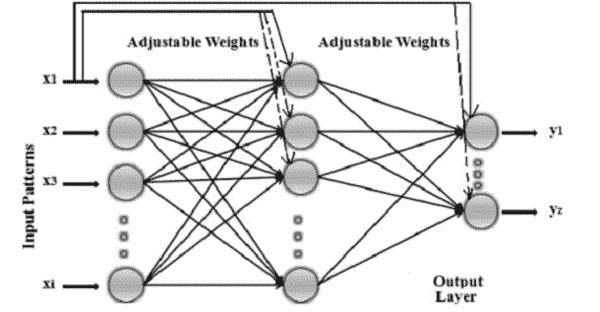 Adjustable Weights
Adjustable Weights
x1
x2
x3
xi
Input Patterns
y1
yz
Output
Layer